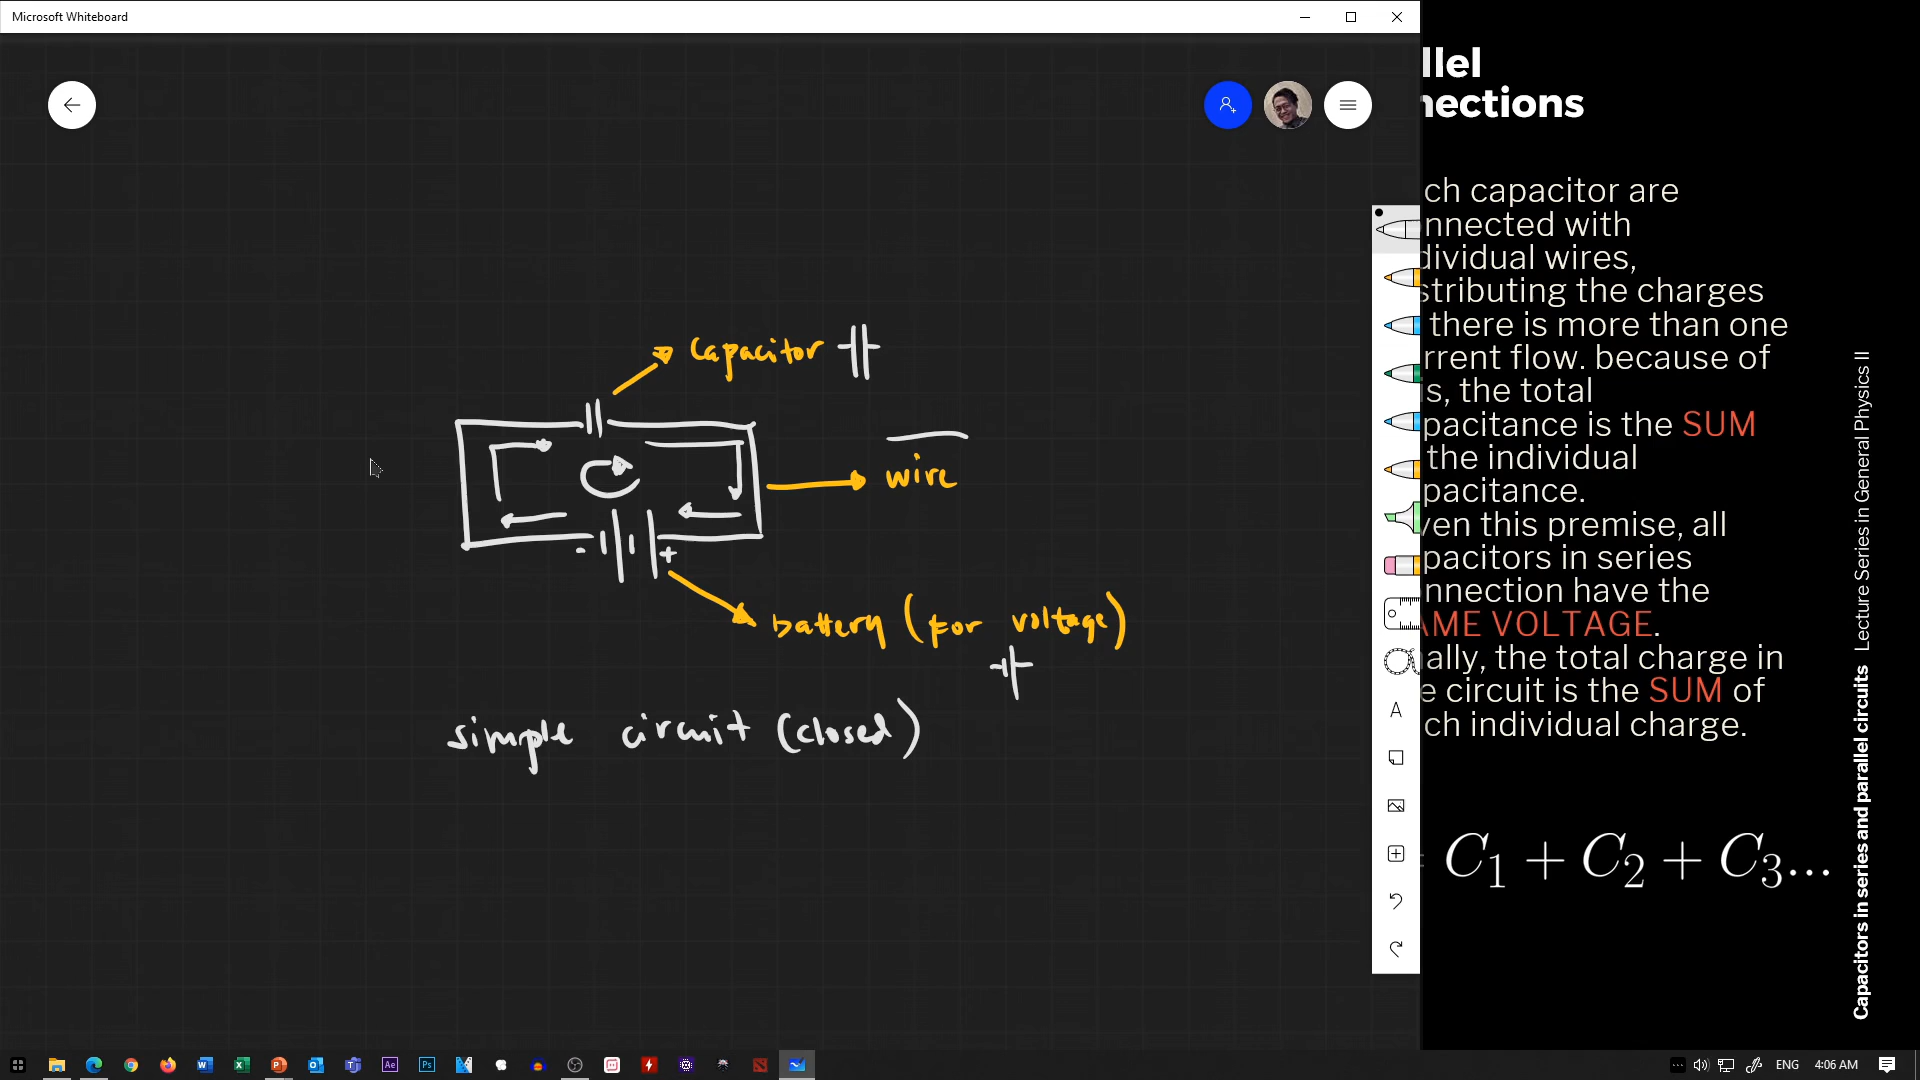 Microsoft Whiteboard
capacitor
wire
- +
battery (for voltage)
simple circuit (closed)
A
llel
nections
ch capacitor are
nnected with
dividual wires,
stributing the charges
there is more than one
rrent flow. because of
is, the total
pacitance is the SUM
the individual
pacitance.
ven this premise, all
pacitors in series
nnection have the
AME VOLTAGE.
nally, the total charge in
e circuit is the SUM of
ch individual charge.
= C₁ + C₂ + C₃...
Capacitors in series and parallel circuits Lecture Series in General Physics II
ENG 4:06 AM